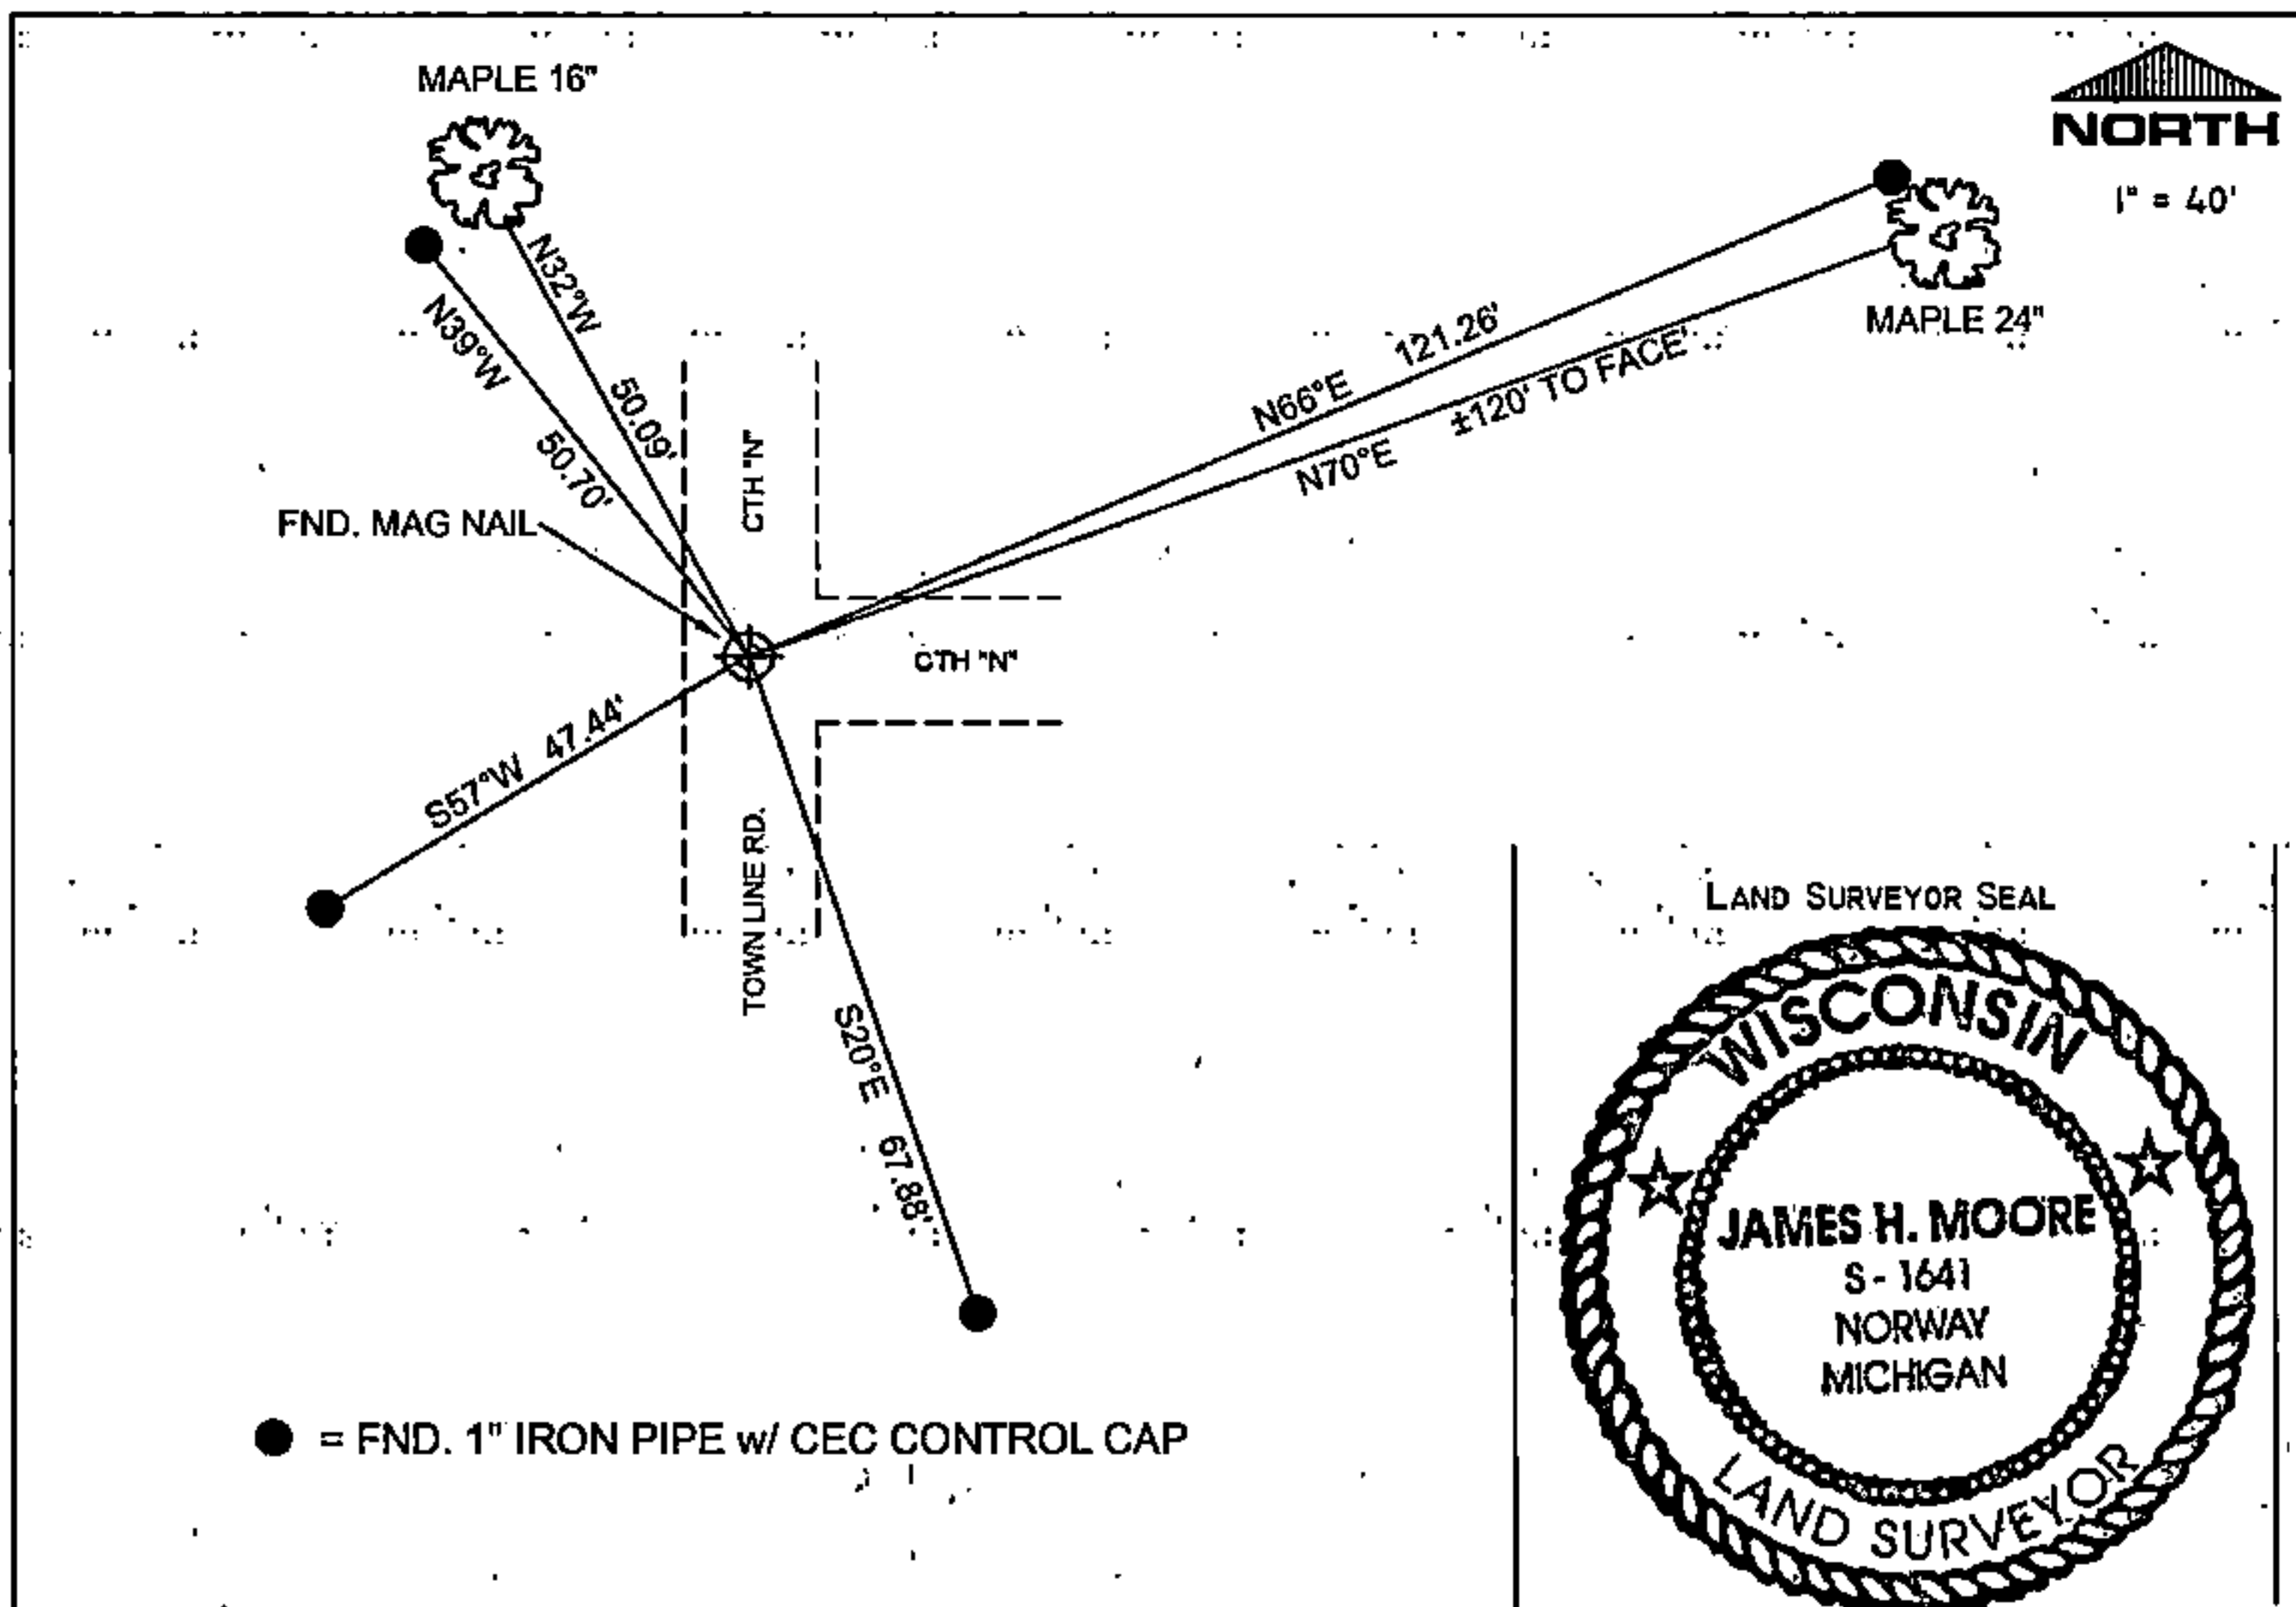 MAPLE 16"
NORTH
1" = 40'
N32°W
50.09'
N39°W
50.70'
121.26'
N66°E
MAPLE 24"
±120' TO FACE'
N70°E
CTH "N"
FND. MAG NAIL
CTH "N"
S57°W 47.44'
TOWN LINE RD.
S20°E 67.88'
LAND SURVEYOR SEAL
WISCONSIN
JAMES H. MOORE
S - 1641
NORWAY
MICHIGAN
LAND SURVEYOR
= FND. 1" IRON PIPE w/ CEC CONTROL CAP